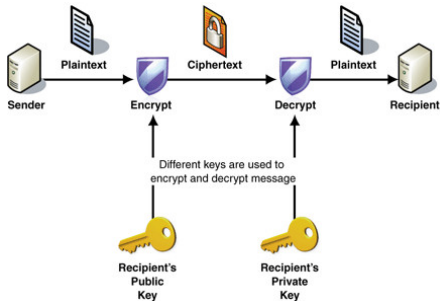 Plaintext
Ciphertext
Plaintext
Sender
Encrypt
Decrypt
Recipient
Different keys are used to
encrypt and decrypt message
Recipient's
Public
Key
Recipient's
Private
Key